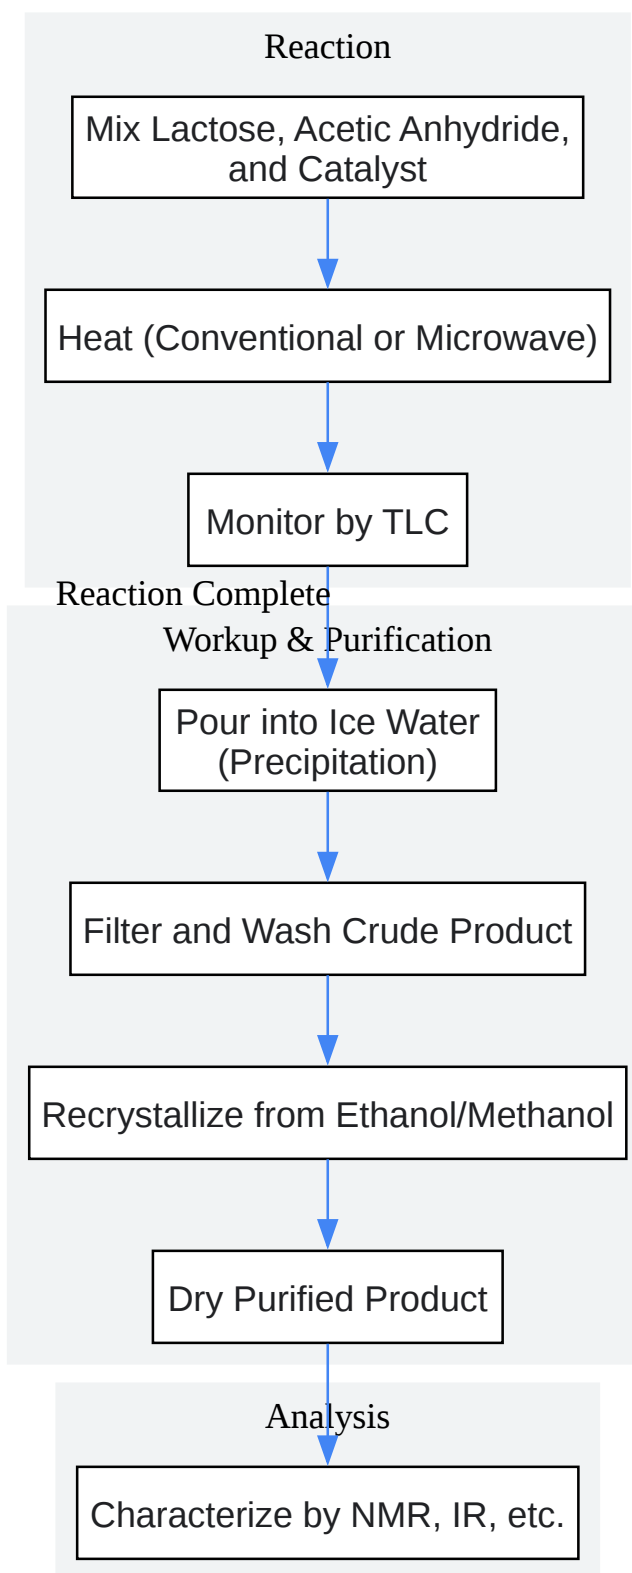 Reaction
Mix Lactose, Acetic Anhydride,
and Catalyst
Heat (Conventional or Microwave)
Monitor by TLC
Reaction Complete
Workup & Purification
Pour into Ice Water
(Precipitation)
Filter and Wash Crude Product
Recrystallize from Ethanol/Methanol
Dry Purified Product
Analysis
Characterize by NMR, IR, etc.